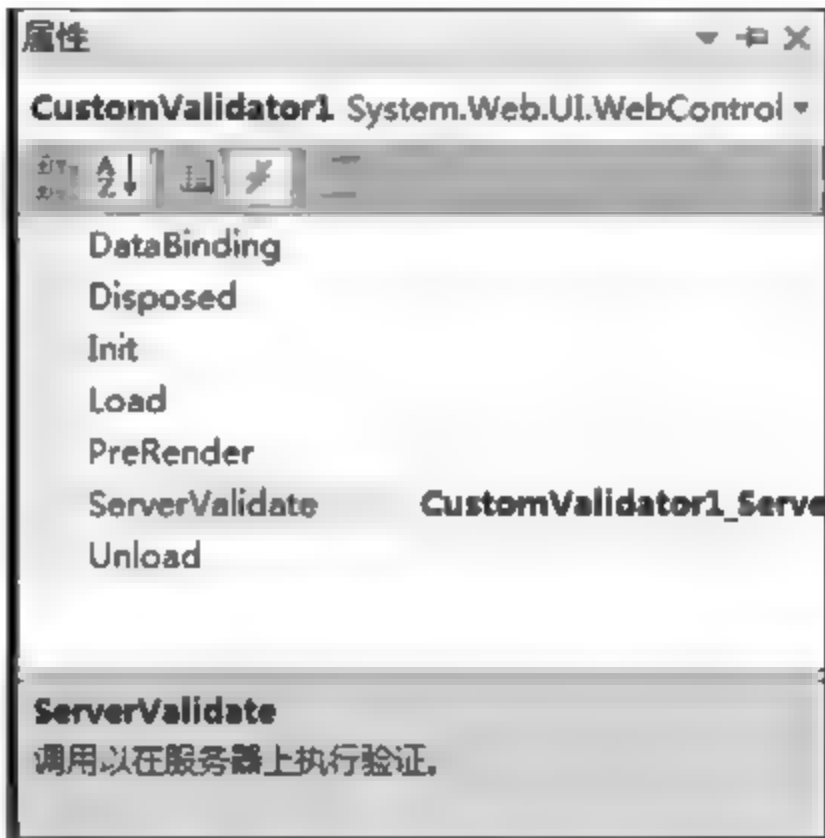 属性
CustomValidator1 System.Web.UI.WebControl
DataBinding
Disposed
Init
Load
PreRender
ServerValidate CustomValidator1_Serve
Unload
ServerValidate
调用以在服务器上执行验证。